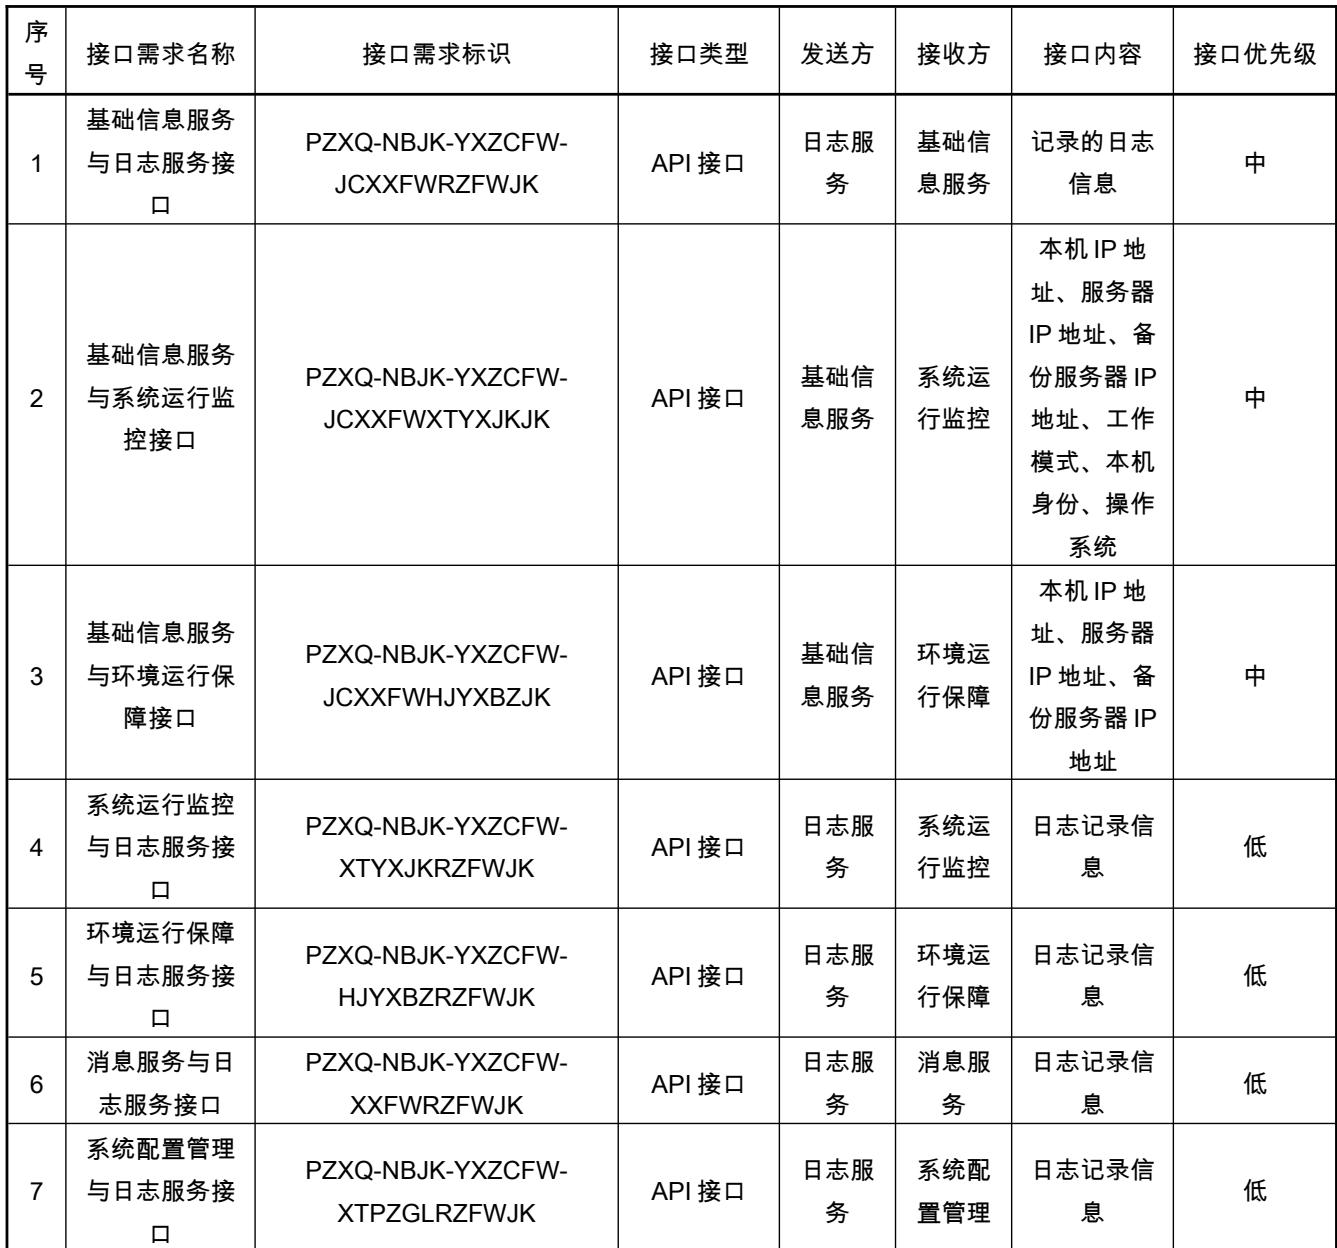 序号 接口需求名称 接口需求标识 接口类型 发送方 接收方 接口内容 接口优先级
1 基础信息服务与日志服务接口 PZXQ-NBJK-YXZCFW-JCXXFWRZFWJK API 接口 日志服务 基础信息服务 记录的日志信息 中
2 基础信息服务与系统运行监控接口 PZXQ-NBJK-YXZCFW-JCXXFWXTYXJKJK API 接口 基础信息服务 系统运行监控 本机 IP 地址、服务器 IP 地址、备份服务器 IP 地址、工作模式、本机身份、操作系统 中
3 基础信息服务与环境运行保障接口 PZXQ-NBJK-YXZCFW-JCXXFWHJYXBZJK API 接口 基础信息服务 环境运行保障 本机 IP 地址、服务器 IP 地址、备份服务器 IP 地址 中
4 系统运行监控与日志服务接口 PZXQ-NBJK-YXZCFW-XTYXJKRZFWJK API 接口 日志服务 系统运行监控 日志记录信息 低
5 环境运行保障与日志服务接口 PZXQ-NBJK-YXZCFW-HJYXBZRZFWJK API 接口 日志服务 环境运行保障 日志记录信息 低
6 消息服务与日志服务接口 PZXQ-NBJK-YXZCFW-XXFWRZFWJK API 接口 日志服务 消息服务 日志记录信息 低
7 系统配置管理与日志服务接口 PZXQ-NBJK-YXZCFW-XTPZGLRZFWJK API 接口 日志服务 系统配置管理 日志记录信息 低